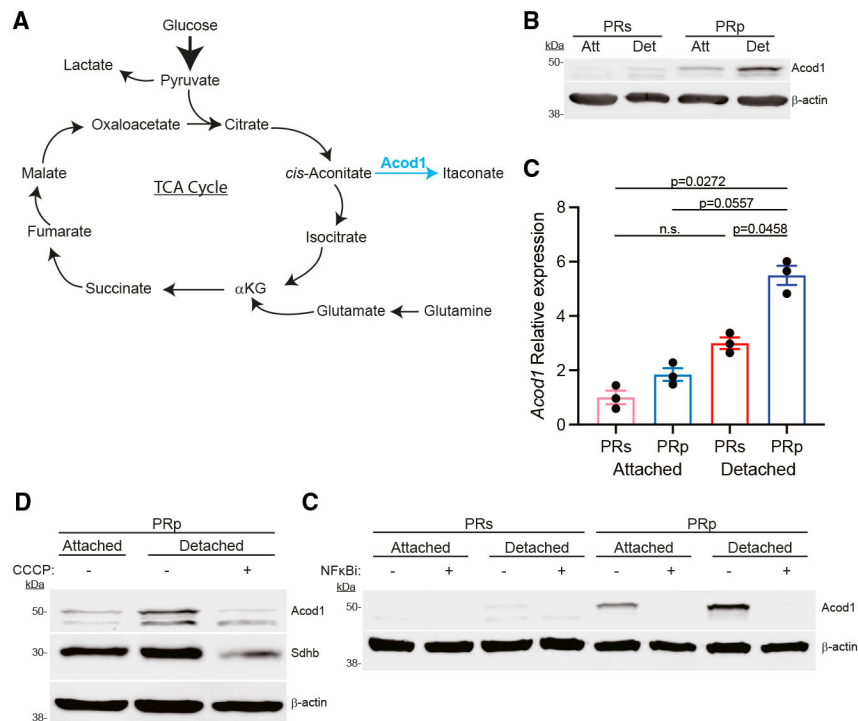 A
Glucose
Lactate
Pyruvate
Oxaloacetate
Citrate
Malate
TCA Cycle
cis-Aconitate
Acod1
Itaconate
Fumarate
Isocitrate
Succinate
αKG
Glutamate
Glutamine
B
PRs PRp
kDa Att Det Att Det
50- Acod1
β-actin
38-
C
p=0.0272
p=0.0557
n.s. p=0.0458
Acod1 Relative expression
8
6
4
2
0
PRs PRp PRs PRp
Attached Detached
D
PRp
Attached Detached
CCCP: - - +
kDa
50- Acod1
30- Sdhb
β-actin
38-
C
PRs PRp
Attached Detached Attached Detached
NFκBi: - + - + - + - +
kDa
50- Acod1
β-actin
38-